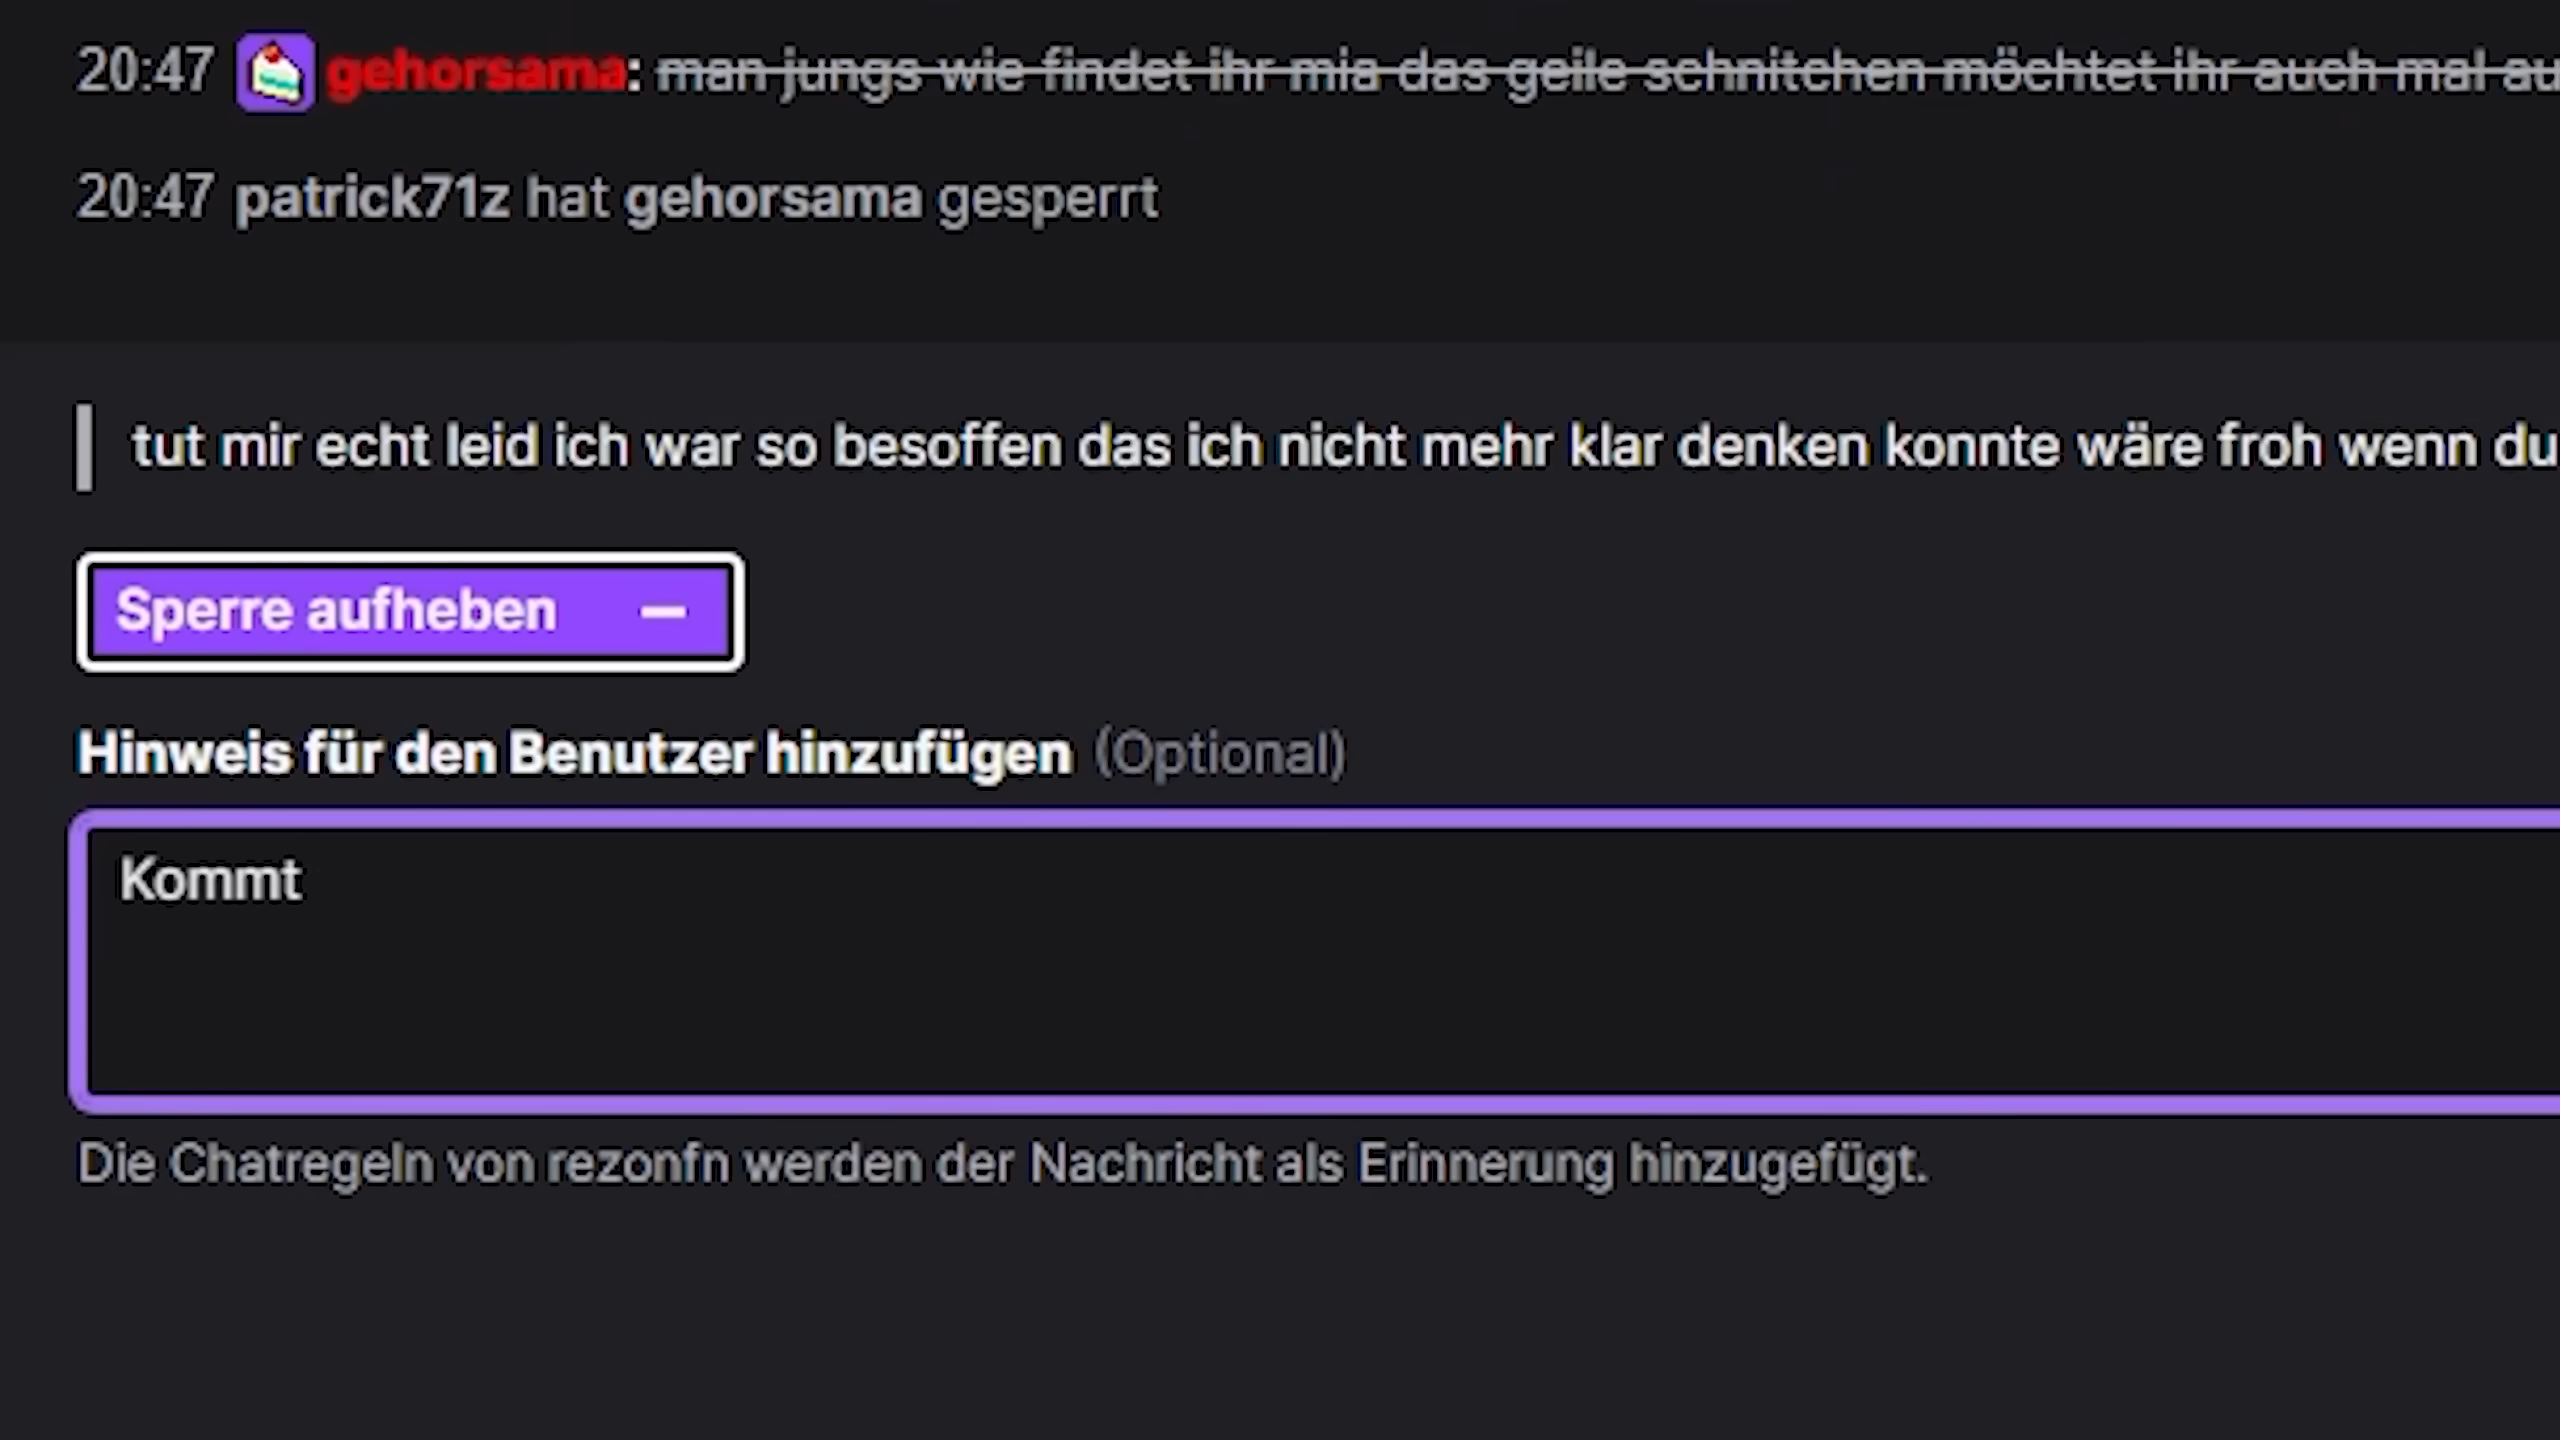 20:47 gehorsama: man jungs wie findet ihr mia das geile schnitchen möchtet ihr auch mal au
20:47 patrick71z hat gehorsama gesperrt
tut mir echt leid ich war so besoffen das ich nicht mehr klar denken konnte wäre froh wenn du
Sperre aufheben
Hinweis für den Benutzer hinzufügen (Optional)
Kommt
Die Chatregeln von rezonfn werden der Nachricht als Erinnerung hinzugefügt.